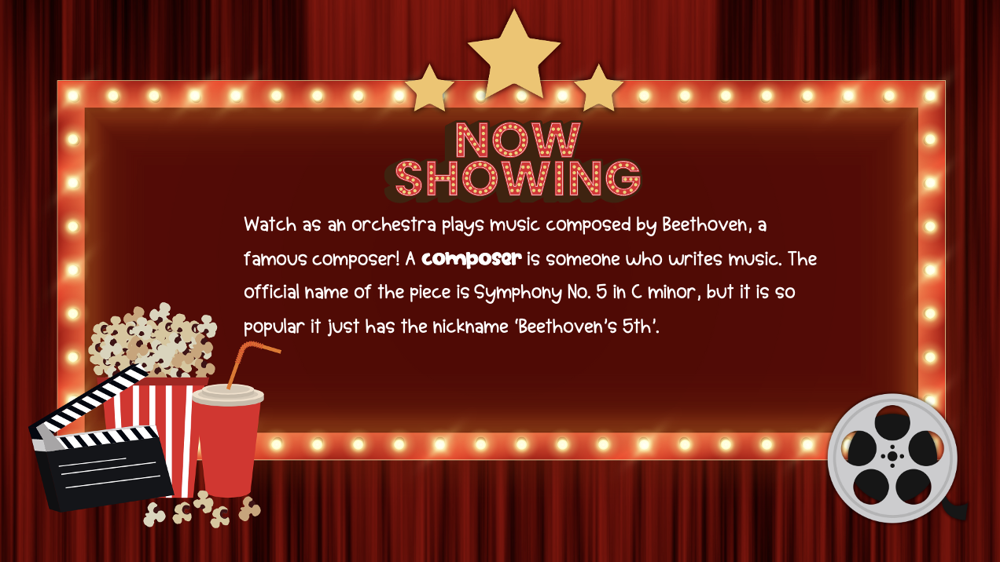 NOW
SHOWING
Watch as an orchestra plays music composed by Beethoven, a
famous composer! A composer is someone who writes music. The
official name of the piece is Symphony No. 5 in C minor, but it is so
popular it just has the nickname ‘Beethoven’s 5th’.